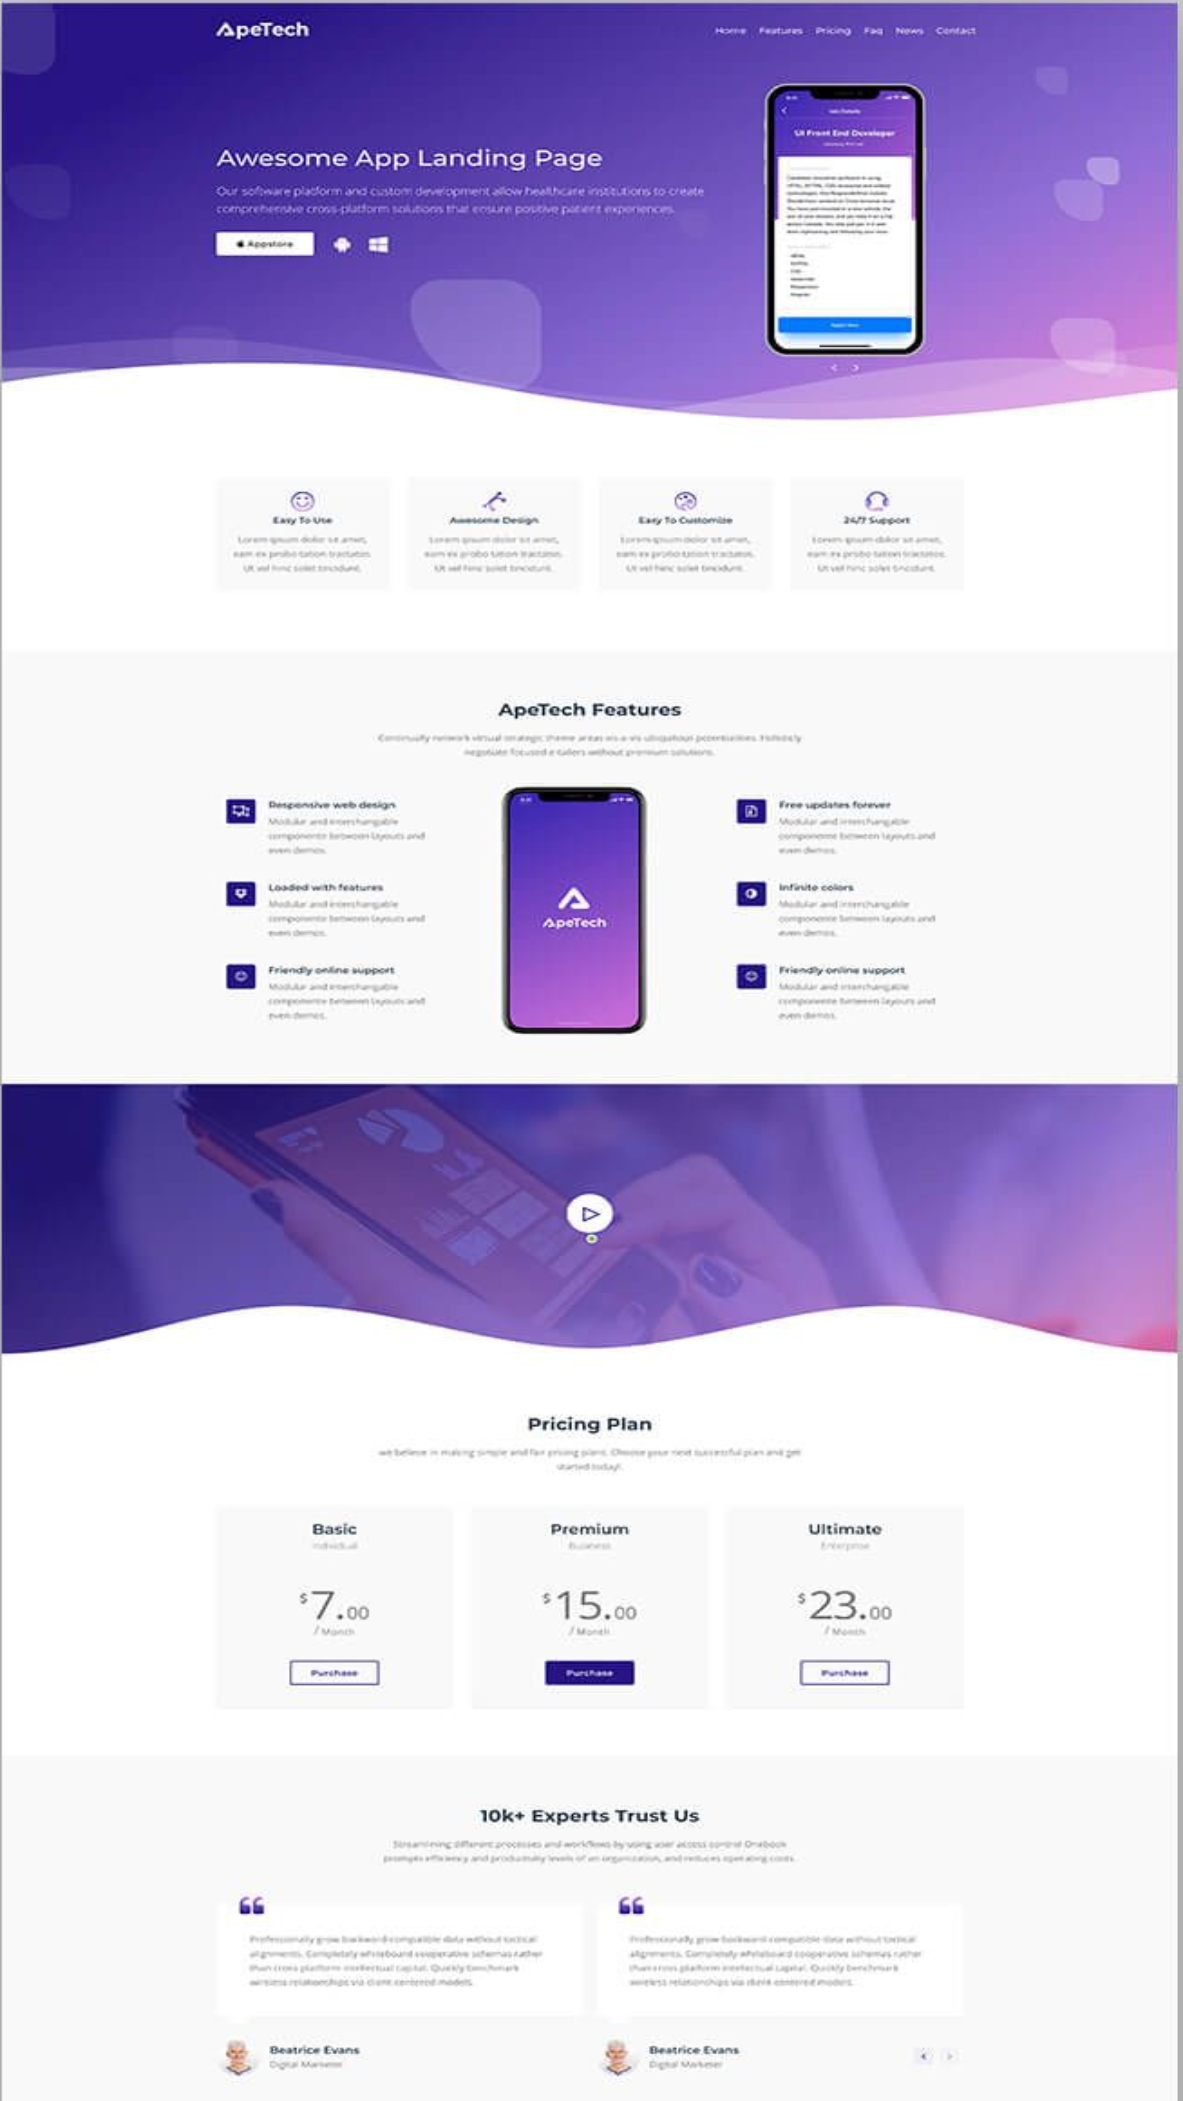 ApeTech
Home Features Pricing Faq News Contact
Awesome App Landing Page
Our software platform and custom development allow healthcare institutions to create
comprehensive cross-platform solutions that ensure positive patient experiences.
Appstore
UI Front End Developer
Apply Now
Easy To Use
Lorem ipsum dolor sit amet,
eam ex probo tation tractatos.
Ut vel hinc solet tincidunt.
Awesome Design
Lorem ipsum dolor sit amet,
eam ex probo tation tractatos.
Ut vel hinc solet tincidunt.
Easy To Customize
Lorem ipsum dolor sit amet,
eam ex probo tation tractatos.
Ut vel hinc solet tincidunt.
24/7 Support
Lorem ipsum dolor sit amet,
eam ex probo tation tractatos.
Ut vel hinc solet tincidunt.
ApeTech Features
Continually network virtual strategic theme areas vis-a-vis ubiquitous potentialities. Holisticly
negotiate focused e-tailers without premium solutions.
Responsive web design
Modular and interchangable
componente between layouts and
even demos.
Loaded with features
Modular and interchangable
componente between layouts and
even demos.
Friendly online support
Modular and interchangable
componente between layouts and
even demos.
ApeTech
Free updates forever
Modular and interchangable
componente between layouts and
even demos.
Infinite colors
Modular and interchangable
componente between layouts and
even demos.
Friendly online support
Modular and interchangable
componente between layouts and
even demos.
Pricing Plan
we believe in making simple and fair pricing plans. Choose your next successful plan and get
started today!.
Basic
Individual
$7.00
/ Month
Purchase
Premium
Business
$15.00
/ Month
Purchase
Ultimate
Enterprise
$23.00
/ Month
Purchase
10k+ Experts Trust Us
Streamlining different processes and workflows by using user access control Onebook
prompts efficiency and productivity levels of an organization, and reduces operating costs.
Professionally grow backward-compatible data without tactical
alignments. Completely whiteboard cooperative schemas rather
than cross-platform intellectual capital. Quickly benchmark
wireless relationships via client-centered models.
Beatrice Evans
Digital Marketer
Professionally grow backward-compatible data without tactical
alignments. Completely whiteboard cooperative schemas rather
than cross-platform intellectual capital. Quickly benchmark
wireless relationships via client-centered models.
Beatrice Evans
Digital Marketer